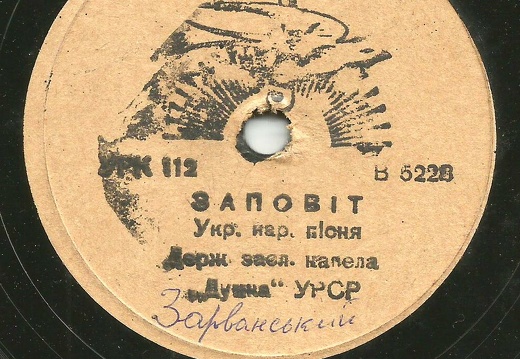 УРК 112 В 5228
ЗАПОВІТ
Укр. нар. пісня
Держ засл. капела
„Думка“ УРСР
Зарванський